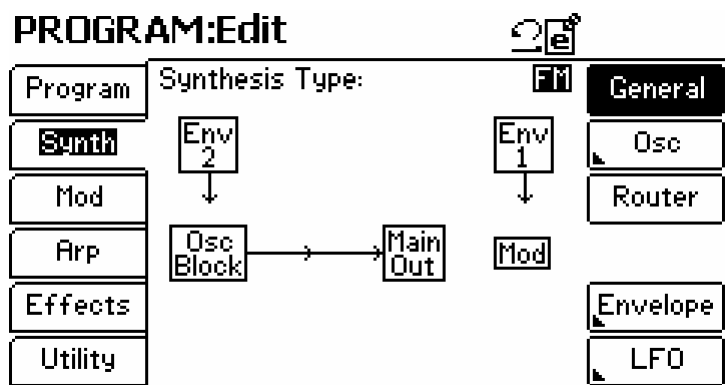 PROGRAM:Edit
e
Program
Synthesis Type:
FM
General
Synth
Env
2
Env
1
Osc
Mod
Router
Arp
Osc
Block
Main
Out
Mod
Effects
Envelope
Utility
LFO